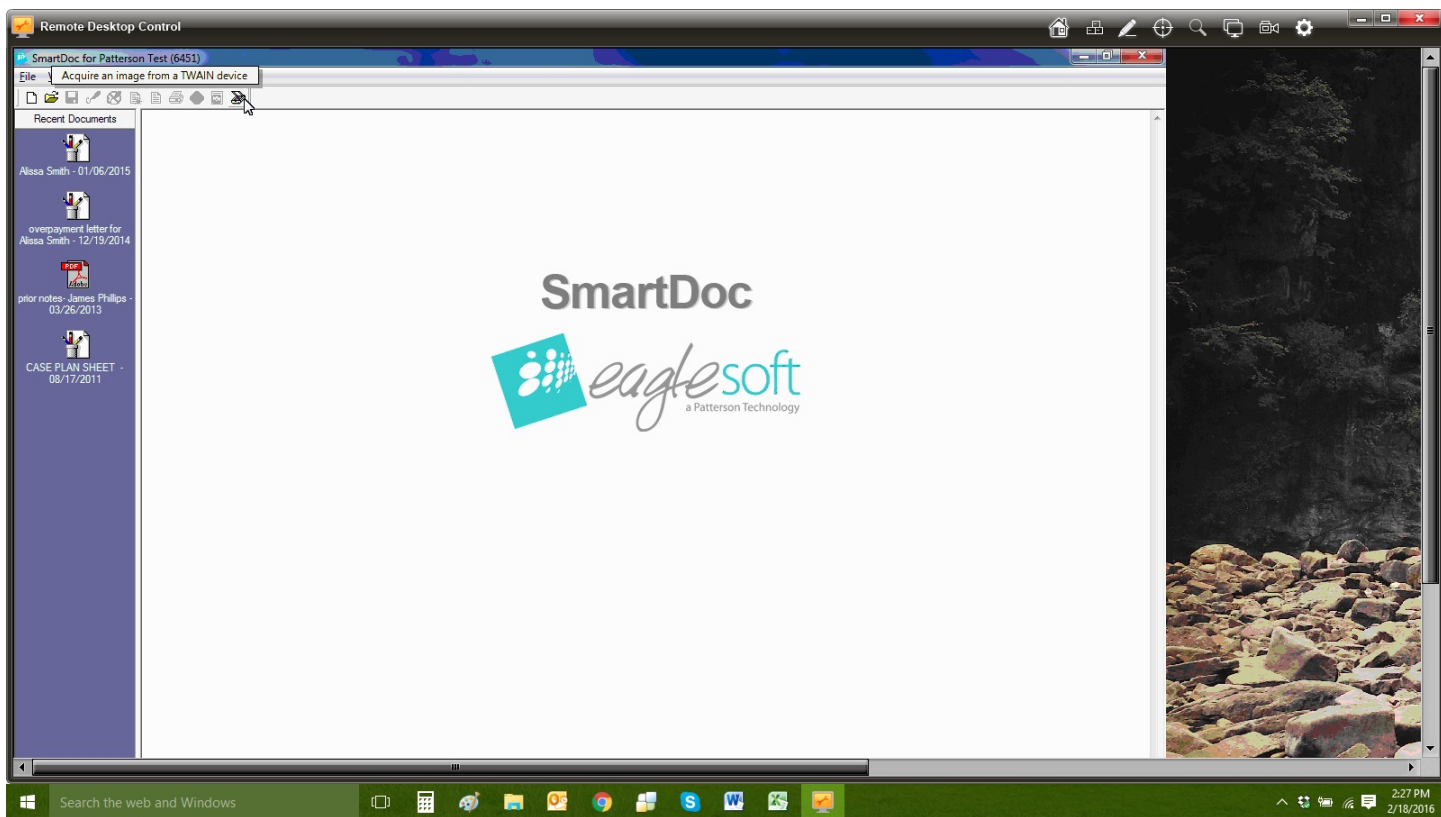 Remote Desktop Control
SmartDoc for Patterson Test (6451)
File
Acquire an image from a TWAIN device
Recent Documents
Alissa Smith - 01/06/2015
overpayment letter for
Alissa Smith - 12/19/2014
PDF
Adobe
prior notes- James Phillips -
03/26/2013
CASE PLAN SHEET -
08/17/2011
SmartDoc
eaglesoft
a Patterson Technology
Search the web and Windows
2:27 PM
2/18/2016